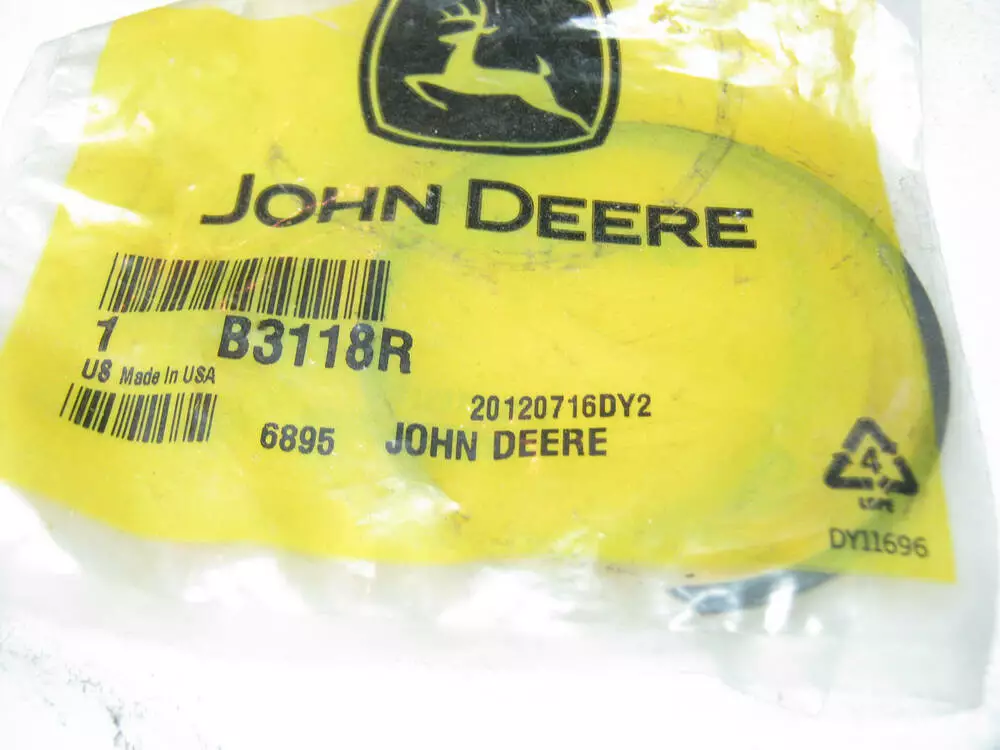 JOHN DEERE
1 B3118R
US Made In USA
20120716DY2
6895 JOHN DEERE
4
LDPE
DY11696